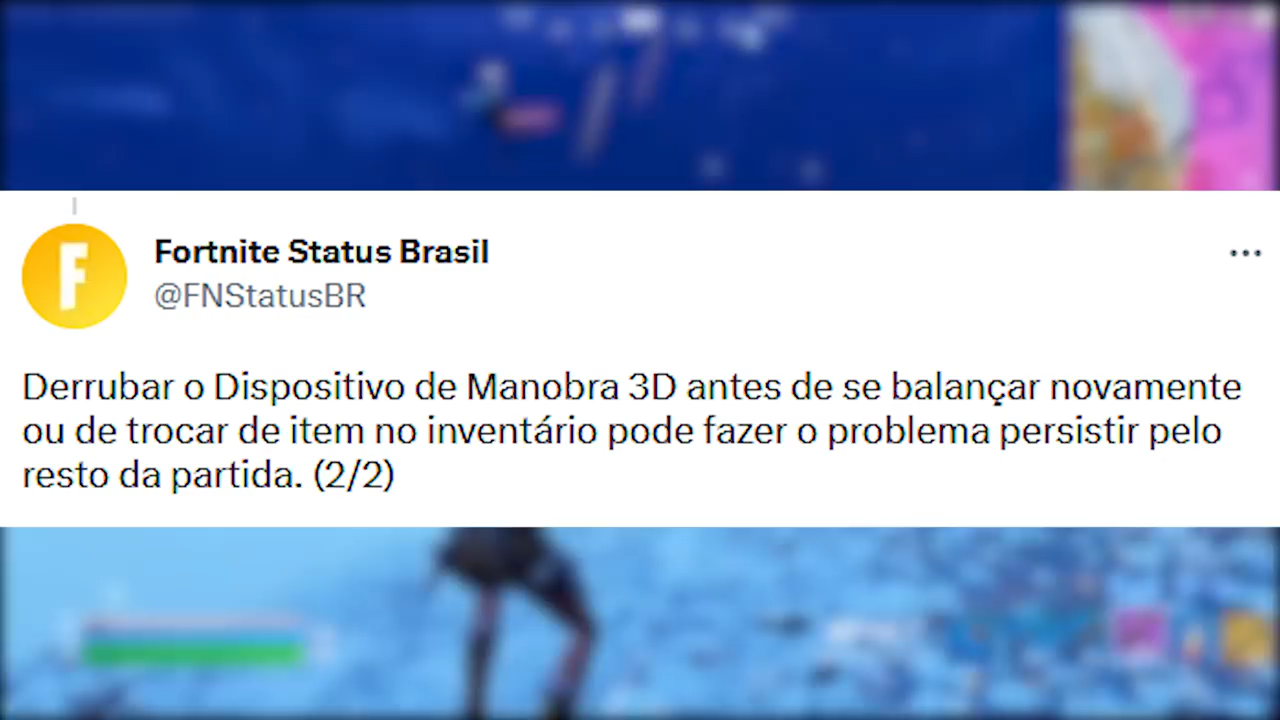 F
Fortnite Status Brasil
...
@FNStatusBR
Derrubar o Dispositivo de Manobra 3D antes de se balançar novamente
ou de trocar de item no inventário pode fazer o problema persistir pelo
resto da partida. (2/2)